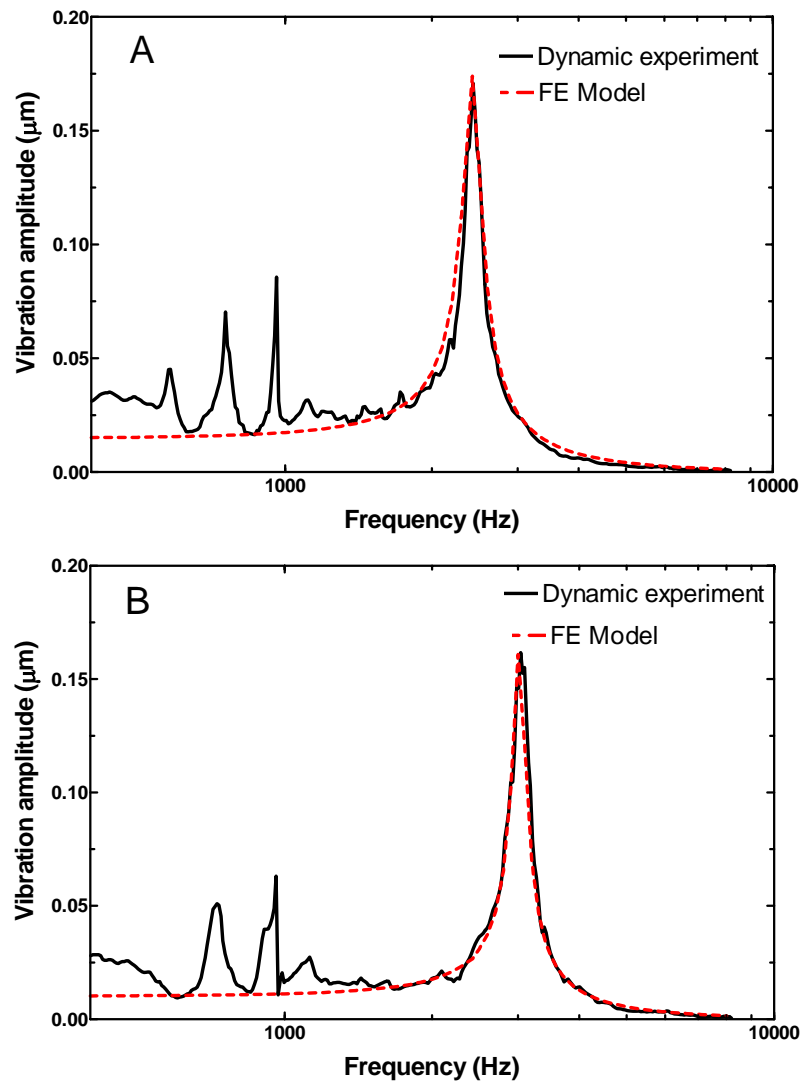 A
Dynamic experiment
FE Model
0.20
0.15
0.10
0.05
0.00
Vibration amplitude (μm)
1000
10000
Frequency (Hz)
B
Dynamic experiment
FE Model
0.20
0.15
0.10
0.05
0.00
Vibration amplitude (μm)
1000
10000
Frequency (Hz)